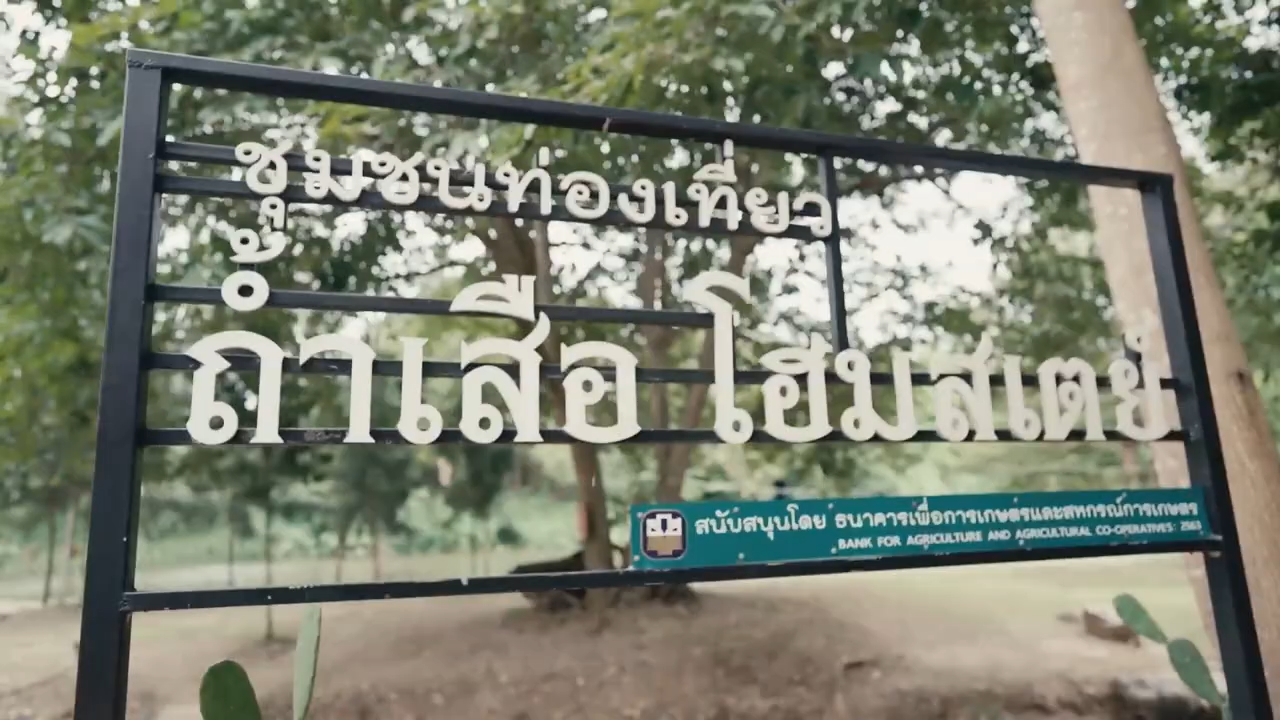 ชุมชนท่องเที่ยว
ถ้ำเสือ โฮมสเตย์
สนับสนุนโดย ธนาคารเพื่อการเกษตรและสหกรณ์การเกษตร
BANK FOR AGRICULTURE AND AGRICULTURAL CO-OPERATIVES: 2563